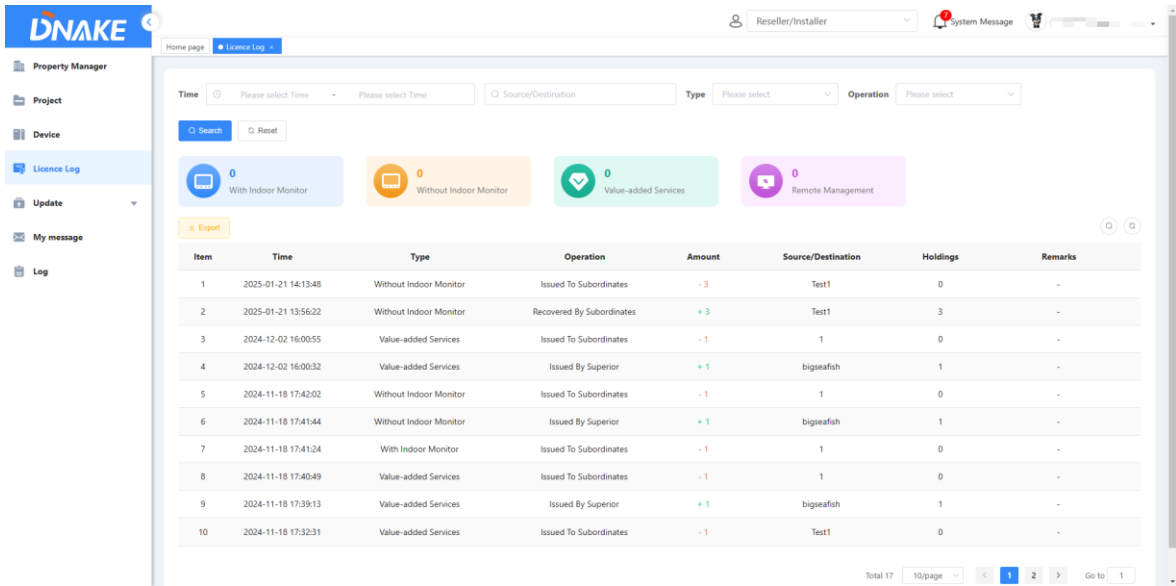 DNAKE
Reseller/Installer
7
System Message
Home page
Licence Log
Property Manager
Project
Device
Licence Log
Update
My message
Log
Time Please select Time - Please select Time Source/Destination Type Please select Operation Please select
Search Reset
0
With Indoor Monitor
0
Without Indoor Monitor
0
Value-added Services
0
Remote Management
Export
Item Time Type Operation Amount Source/Destination Holdings Remarks
1 2025-01-21 14:13:48 Without Indoor Monitor Issued To Subordinates - 3 Test1 0 -
2 2025-01-21 13:56:22 Without Indoor Monitor Recovered By Subordinates + 3 Test1 3 -
3 2024-12-02 16:00:55 Value-added Services Issued To Subordinates - 1 1 0 -
4 2024-12-02 16:00:32 Value-added Services Issued By Superior + 1 bigseafish 1 -
5 2024-11-18 17:42:02 Without Indoor Monitor Issued To Subordinates - 1 1 0 -
6 2024-11-18 17:41:44 Without Indoor Monitor Issued By Superior + 1 bigseafish 1 -
7 2024-11-18 17:41:24 With Indoor Monitor Issued To Subordinates - 1 1 0 -
8 2024-11-18 17:40:49 Value-added Services Issued To Subordinates - 1 1 0 -
9 2024-11-18 17:39:13 Value-added Services Issued By Superior + 1 bigseafish 1 -
10 2024-11-18 17:32:31 Value-added Services Issued To Subordinates - 1 Test1 0 -
Total 17 10/page < 1 2 > Go to 1